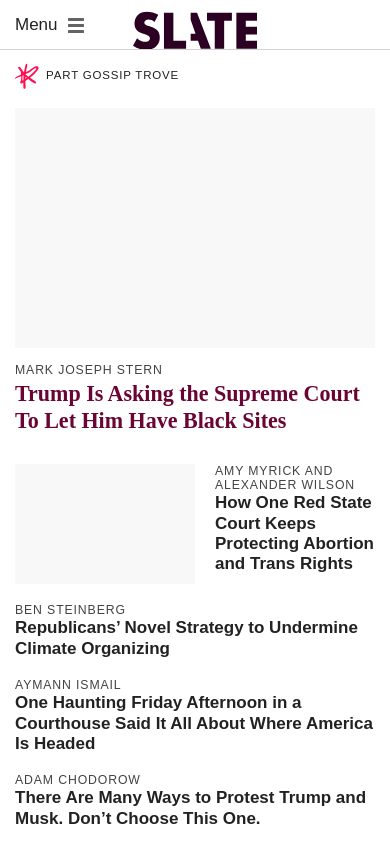 Menu
SLATE
PART GOSSIP TROVE
MARK JOSEPH STERN
Trump Is Asking the Supreme Court
To Let Him Have Black Sites
AMY MYRICK AND
ALEXANDER WILSON
How One Red State
Court Keeps
Protecting Abortion
and Trans Rights
BEN STEINBERG
Republicans’ Novel Strategy to Undermine
Climate Organizing
AYMANN ISMAIL
One Haunting Friday Afternoon in a
Courthouse Said It All About Where America
Is Headed
ADAM CHODOROW
There Are Many Ways to Protest Trump and
Musk. Don’t Choose This One.